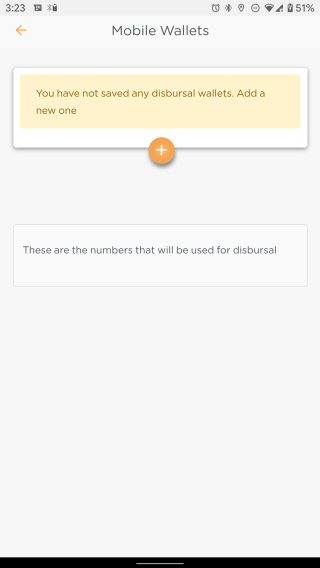 3:23
51%
Mobile Wallets
You have not saved any disbursal wallets. Add a
new one
These are the numbers that will be used for disbursal